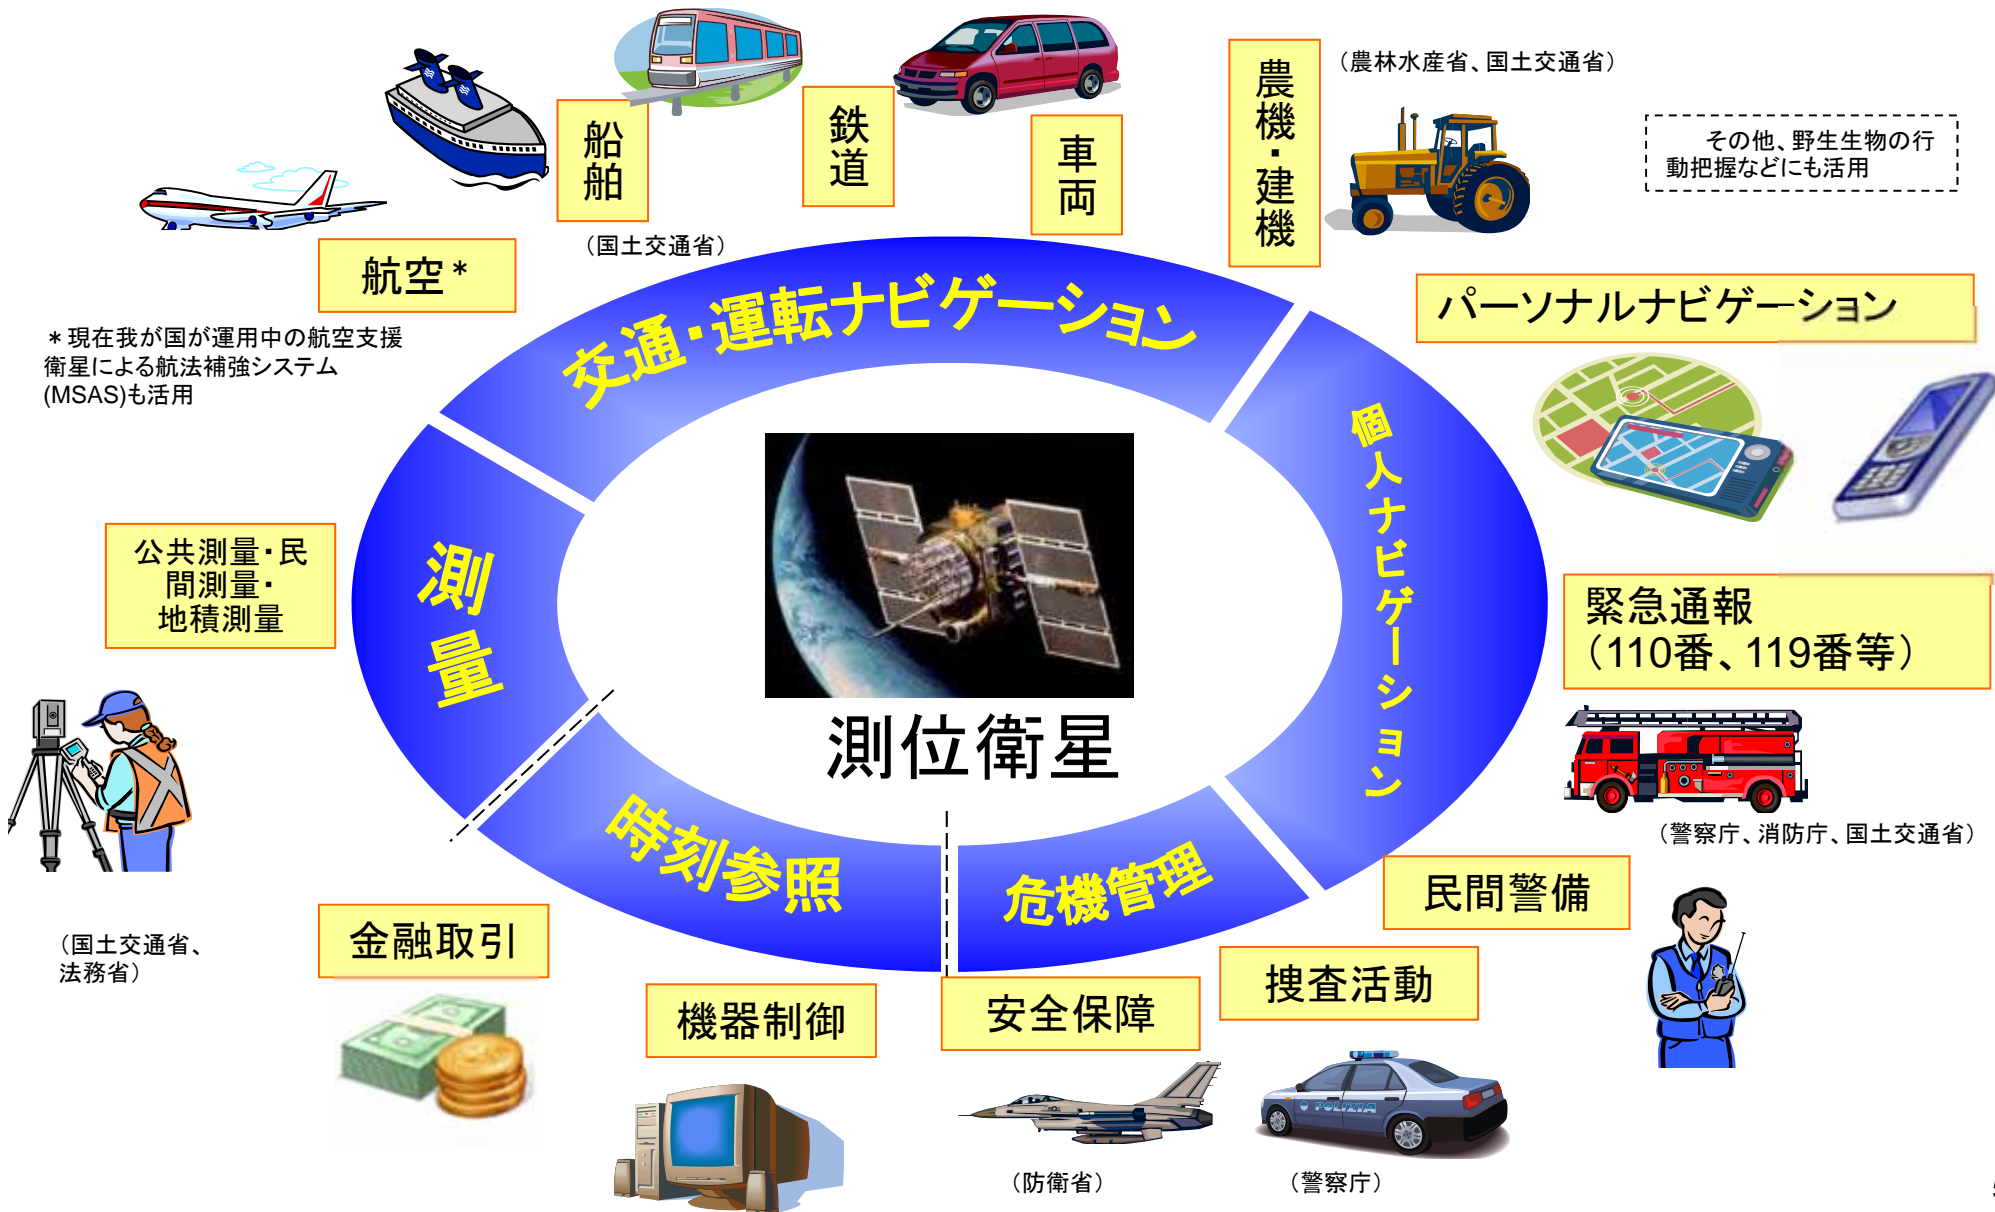 船舶
鉄道
車両
農機・建機
（農林水産省、国土交通省）
その他、野生生物の行
動把握などにも活用
（国土交通省）
航空*
＊現在我が国が運用中の航空支援
衛星による航法補強システム
(MSAS)も活用
交通・運転ナビゲーション
パーソナルナビゲーション
個人ナビゲーション
測量
公共測量・民
間測量・
地積測量
緊急通報
（110番、119番等）
測位衛星
（警察庁、消防庁、国土交通省）
時刻参照
危機管理
民間警備
金融取引
（国土交通省、
法務省）
機器制御
安全保障
捜査活動
POLIZIA
（防衛省）
（警察庁）